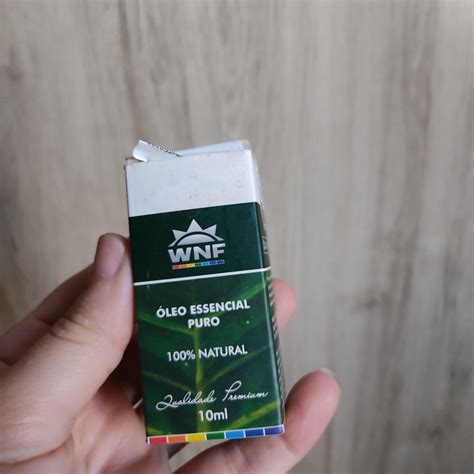 WNF
ÓLEO ESSENCIAL
PURO
100% NATURAL
Qualidade Premium
10ml